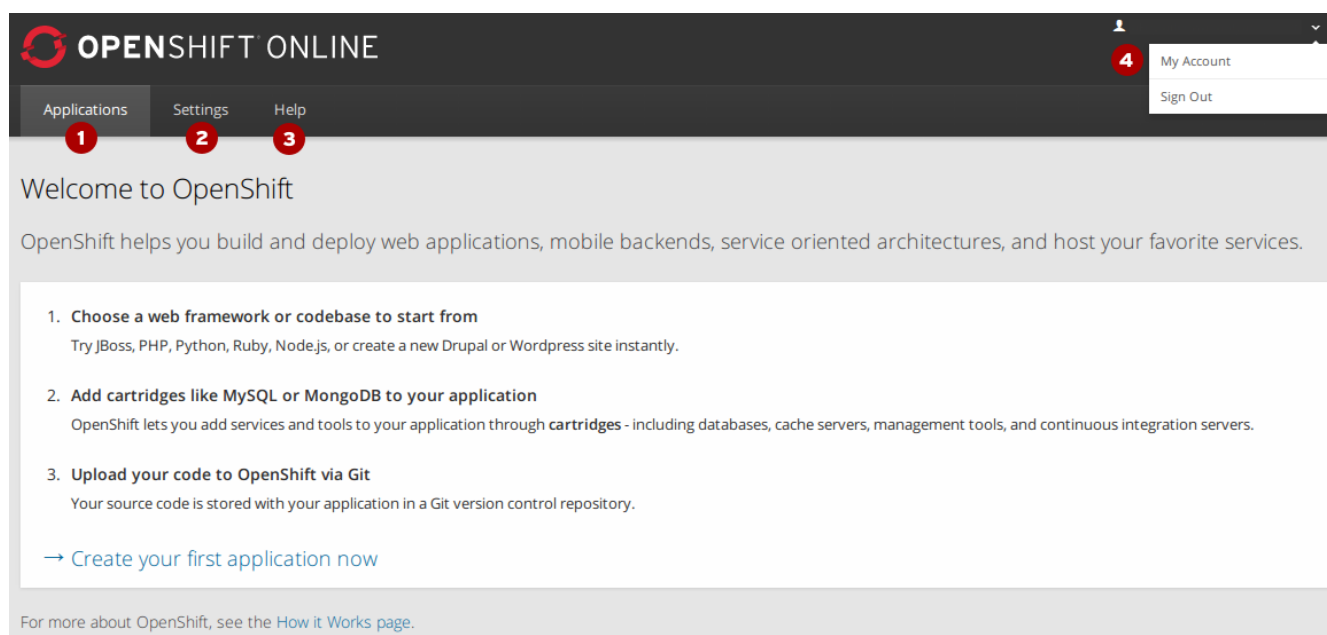 OPENSHIFT ONLINE
4
My Account
Sign Out
Applications Settings Help
1 2 3
Welcome to OpenShift
OpenShift helps you build and deploy web applications, mobile backends, service oriented architectures, and host your favorite services.
1. Choose a web framework or codebase to start from
Try JBoss, PHP, Python, Ruby, Node.js, or create a new Drupal or Wordpress site instantly.
2. Add cartridges like MySQL or MongoDB to your application
OpenShift lets you add services and tools to your application through cartridges - including databases, cache servers, management tools, and continuous integration servers.
3. Upload your code to OpenShift via Git
Your source code is stored with your application in a Git version control repository.
→ Create your first application now
For more about OpenShift, see the How it Works page.